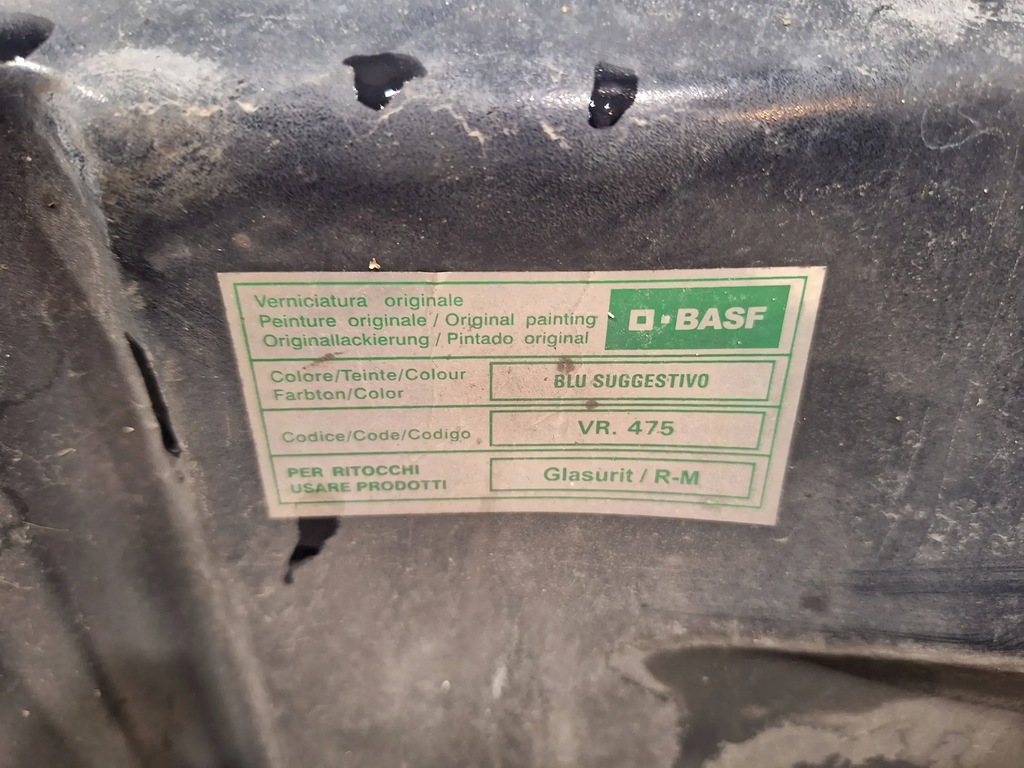 Verniciatura originale
Peinture originale / Original painting
Originallackierung / Pintado original
BASF
Colore/Teinte/Colour
Farbton/Color
BLU SUGGESTIVO
Codice/Code/Codigo
VR. 475
PER RITOCCHI
USARE PRODOTTI
Glasurit / R-M